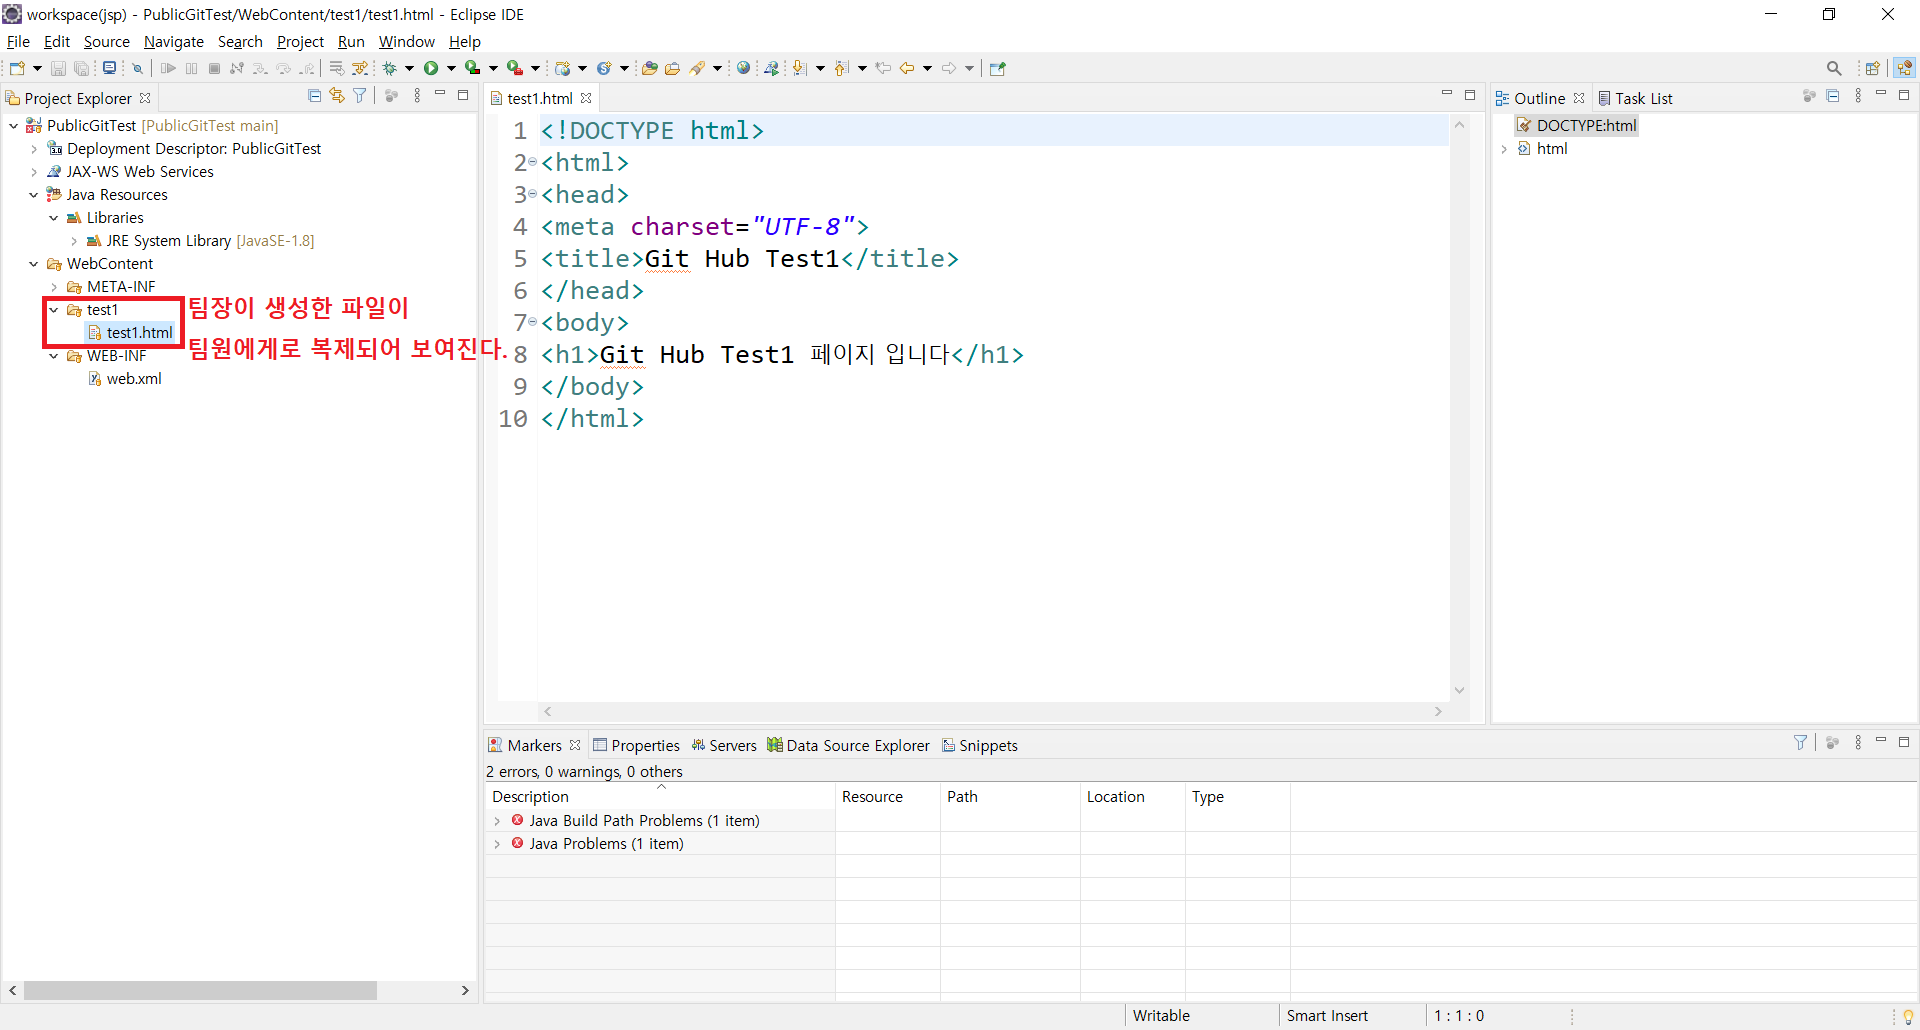 workspace(jsp) - PublicGitTest/WebContent/test1/test1.html - Eclipse IDE
File Edit Source Navigate Search Project Run Window Help
Project Explorer
PublicGitTest [PublicGitTest main]
Deployment Descriptor: PublicGitTest
JAX-WS Web Services
Java Resources
Libraries
JRE System Library [JavaSE-1.8]
WebContent
META-INF
test1
test1.html
WEB-INF
web.xml
팀장이 생성한 파일이
팀원에게로 복제되어 보여진다.
test1.html
1 <!DOCTYPE html>
2 <html>
3 <head>
4 <meta charset="UTF-8">
5 <title>Git Hub Test1</title>
6 </head>
7 <body>
8 <h1>Git Hub Test1 페이지 입니다</h1>
9 </body>
10 </html>
Outline Task List
DOCTYPE:html
html
Markers Properties Servers Data Source Explorer Snippets
2 errors, 0 warnings, 0 others
Description Resource Path Location Type
Java Build Path Problems (1 item)
Java Problems (1 item)
Writable Smart Insert 1 : 1 : 0